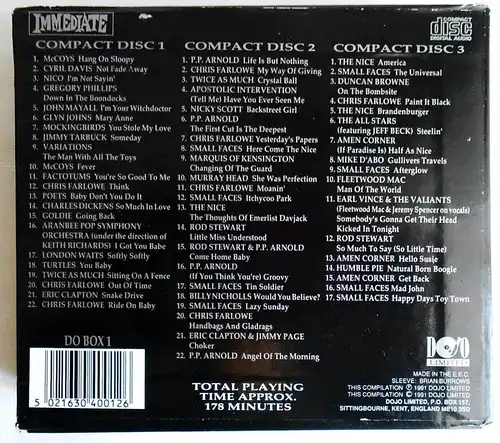 IMMEDIATE
COMPACT
disc
DIGITAL AUDIO
COMPACT DISC 1
1. McCOYS Hang On Sloopy
2. CYRIL DAVIS Not Fade Away
3. NICO I'm Not Sayin'
4. GREGORY PHILLIPS
Down In The Boondocks
5. JOHN MAYALL I'm Your Witchdoctor
6. GLYN JOHNS Mary Anne
7. MOCKINGBIRDS You Stole My Love
8. JIMMY TARBUCK Someday
9. VARIATIONS
The Man With All The Toys
10. McCOYS Fever
11. FACTOTUMS You're So Good To Me
12. CHRIS FARLOWE Think
13. POETS Baby Don't You Do It
14. CHARLES DICKENS So Much In Love
15. GOLDIE Going Back
16. ARANBEE POP SYMPHONY
ORCHESTRA (under the direction of
KEITH RICHARDS) I Got You Babe
17. LONDON WAITS Softly Softly
18. TURTLES You Baby
19. TWICE AS MUCH Sitting On A Fence
20. CHRIS FARLOWE Out Of Time
21. ERIC CLAPTON Snake Drive
22. CHRIS FARLOWE Ride On Baby
DO BOX 1
5 021630 400126
COMPACT DISC 2
1. P.P. ARNOLD Life Is But Nothing
2. CHRIS FARLOWE My Way Of Giving
3. TWICE AS MUCH Crystal Ball
4. APOSTOLIC INTERVENTION
(Tell Me) Have You Ever Seen Me
5. NICKY SCOTT Backstreet Girl
6. P.P. ARNOLD
The First Cut Is The Deepest
7. CHRIS FARLOWE Yesterday's Papers
8. SMALL FACES Here Come The Nice
9. MARQUIS OF KENSINGTON
Changing Of The Guard
10. MURRAY HEAD She Was Perfection
11. CHRIS FARLOWE Moanin'
12. SMALL FACES Itchycoo Park
13. THE NICE
The Thoughts Of Emerlist Davjack
14. ROD STEWART
Little Miss Understood
15. ROD STEWART & P.P. ARNOLD
Come Home Baby
16. P.P. ARNOLD
(If You Think You're) Groovy
17. SMALL FACES Tin Soldier
18. BILLY NICHOLLS Would You Believe?
19. SMALL FACES Lazy Sunday
20. CHRIS FARLOWE
Handbags And Gladrags
21. ERIC CLAPTON & JIMMY PAGE
Choker
22. P.P. ARNOLD Angel Of The Morning
TOTAL PLAYING
TIME APPROX.
178 MINUTES
COMPACT DISC 3
1. THE NICE America
2. SMALL FACES The Universal
3. DUNCAN BROWNE
On The Bombsite
4. CHRIS FARLOWE Paint It Black
5. THE NICE Brandenburger
6. THE ALL STARS
(featuring JEFF BECK) Steelin'
7. AMEN CORNER
(If Paradise Is) Half As Nice
8. MIKE D'ABO Gullivers Travels
9. SMALL FACES Afterglow
10. FLEETWOOD MAC
Man Of The World
11. EARL VINCE & THE VALIANTS
(Fleetwood Mac & Jeremy Spencer on vocals)
Somebody's Gonna Get Their Head
Kicked In Tonight
12. ROD STEWART
So Much To Say (So Little Time)
13. AMEN CORNER Hello Susie
14. HUMBLE PIE Natural Born Boogie
15. AMEN CORNER Get Back
16. SMALL FACES Mad John
17. SMALL FACES Happy Days Toy Town
DOJO
LIMITED
MADE IN THE E.E.C.
SLEEVE: BRIAN BURROWS
THIS COMPILATION ℗ 1991 DOJO LIMITED
THIS COMPILATION © 1991 DOJO LIMITED
DOJO LIMITED, P.O. BOX 157,
SITTINGBOURNE, KENT, ENGLAND ME10 3SD